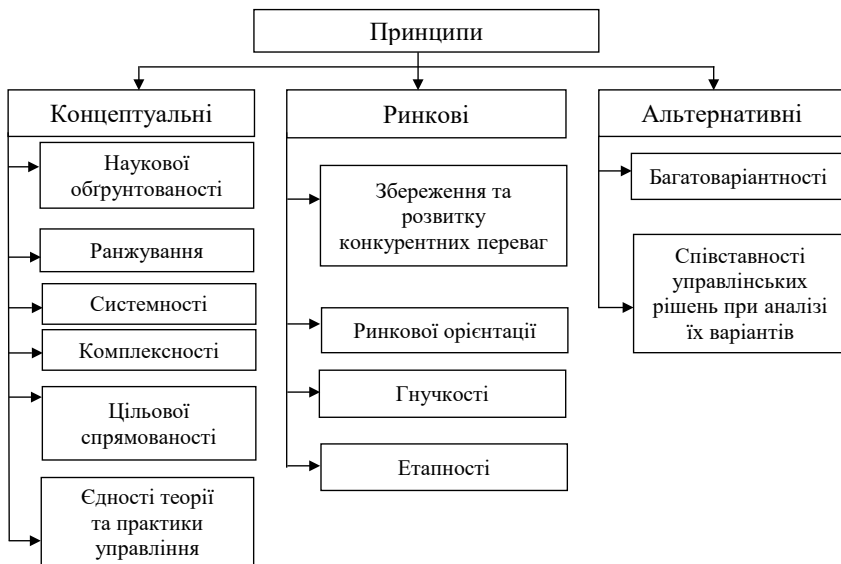 Принципи
Концептуальні
Наукової
обґрунтованості
Ранжування
Системності
Комплексності
Цільової
спрямованості
Єдності теорії
та практики
управління
Ринкові
Збереження та
розвитку
конкурентних переваг
Ринкової орієнтації
Гнучкості
Етапності
Альтернативні
Багатоваріантності
Співставності
управлінських
рішень при аналізі
їх варіантів